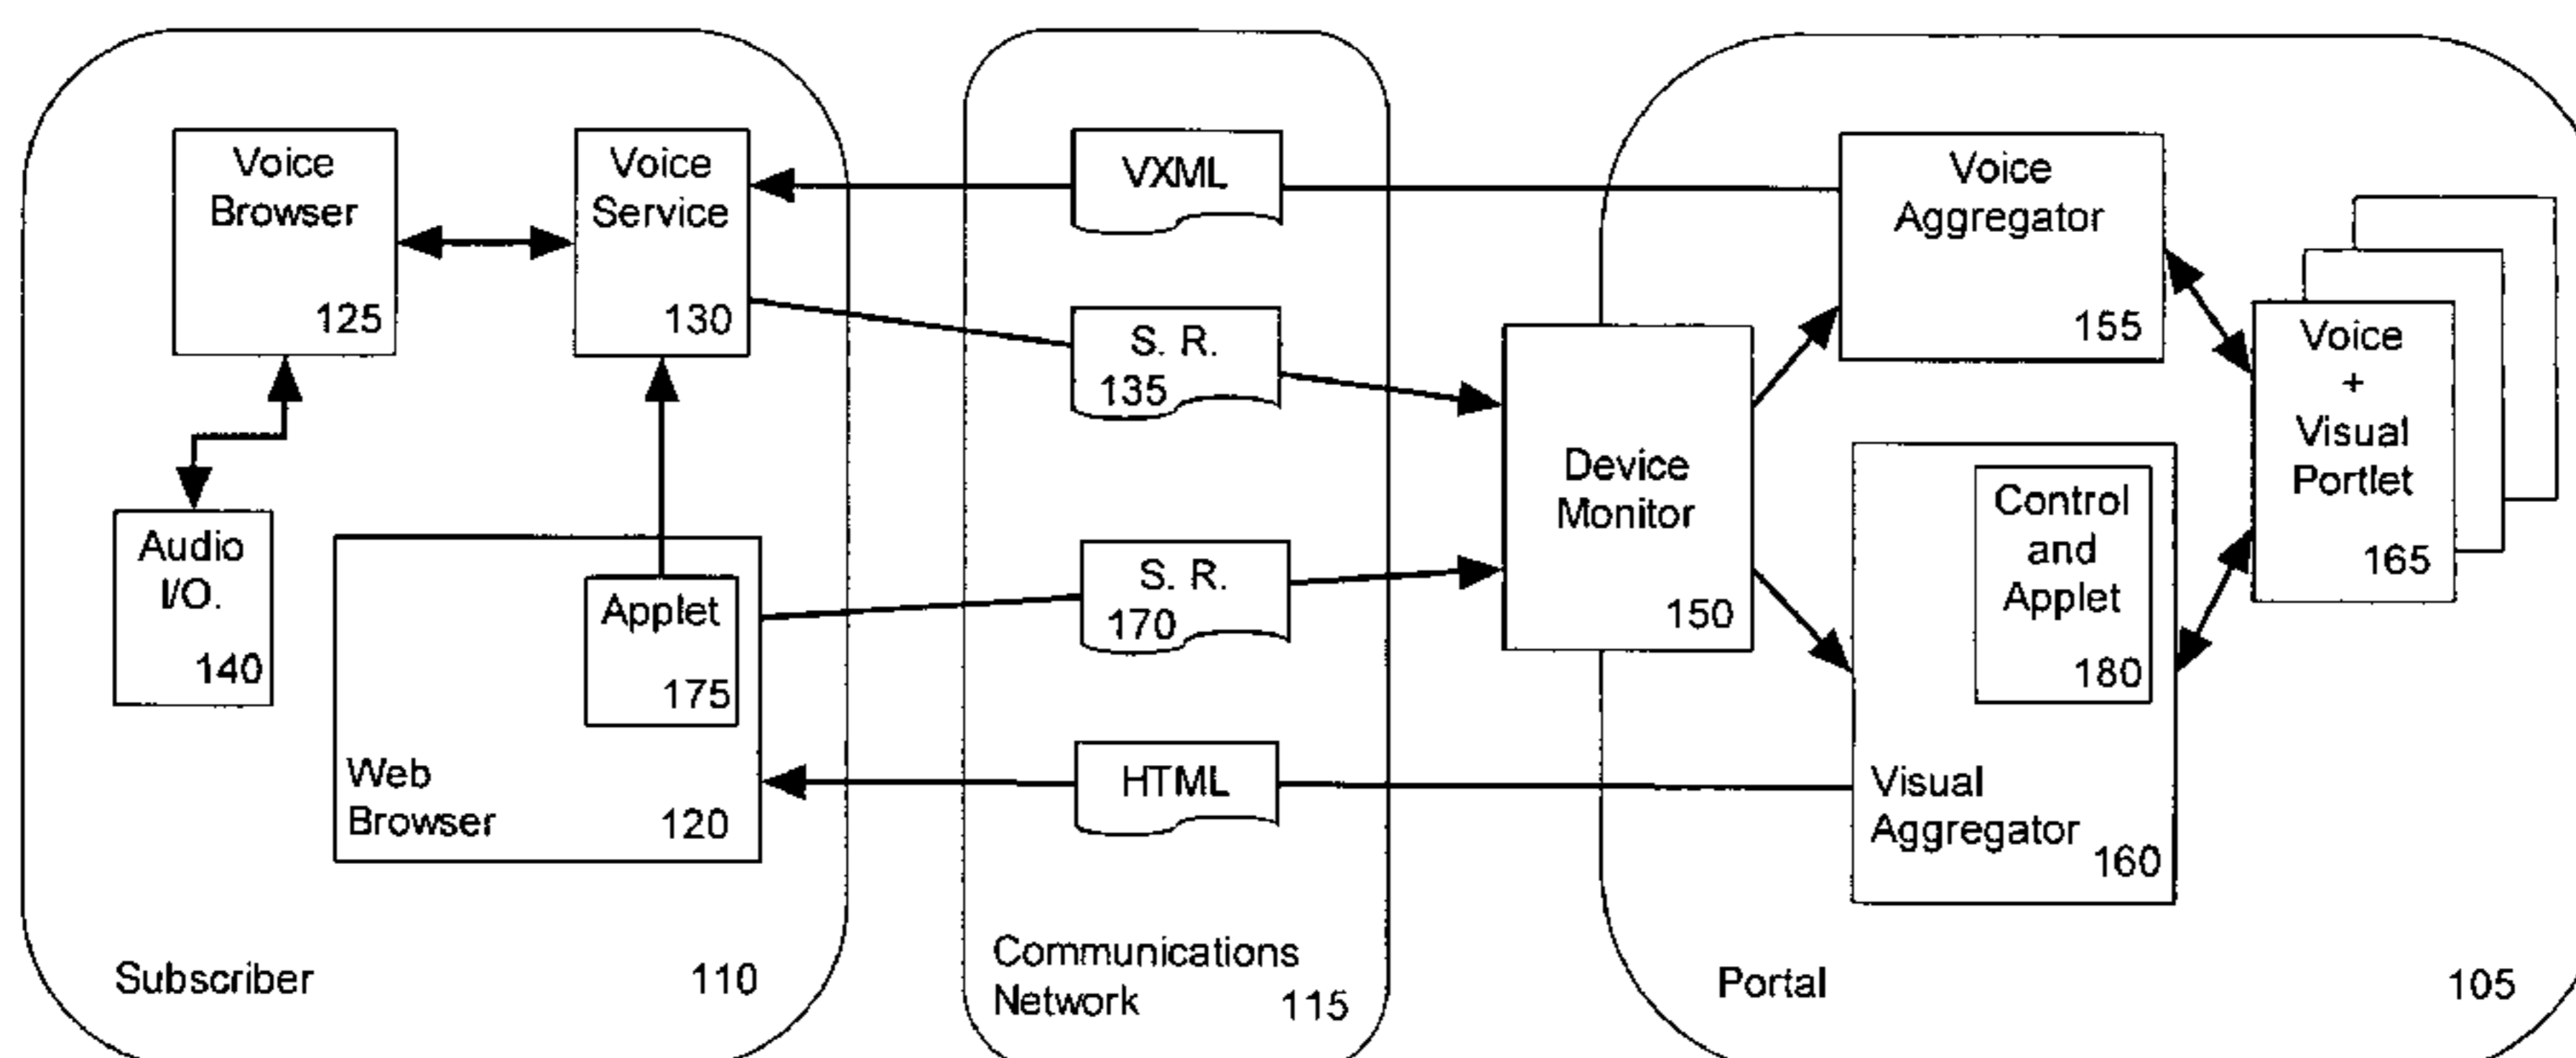 Voice
Browser
125
Voice
Service
130
Audio
I/O.
140
Applet
175
Web
Browser
120
Subscriber
110
VXML
S. R.
135
S. R.
170
HTML
Communications
Network
115
Device
Monitor
150
Voice
Aggregator
155
Control
and
Applet
180
Visual
Aggregator
160
Voice
+
Visual
Portlet
165
Portal
105